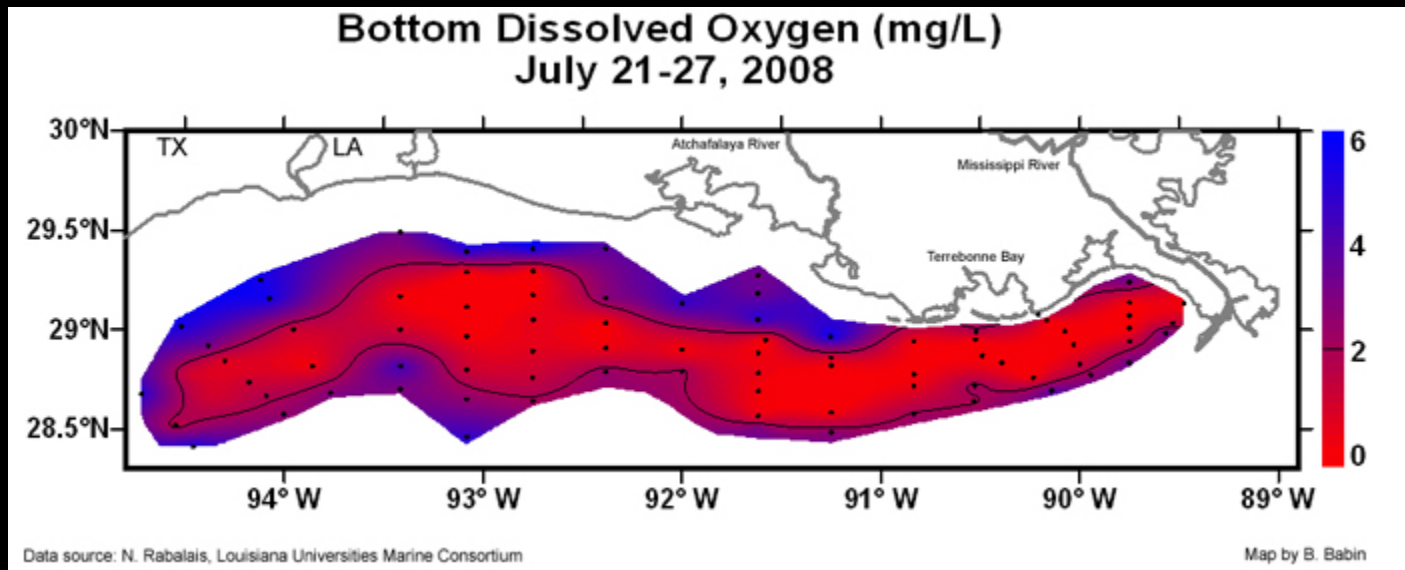 Bottom Dissolved Oxygen (mg/L)
July 21-27, 2008
30°N
TX
LA
Atchafalaya River
Mississippi River
6
29.5°N
4
Terrebonne Bay
29°N
2
28.5°N
0
94° W
93° W
92° W
91° W
90° W
89° W
Data source: N. Rabalais, Louisiana Universities Marine Consortium
Map by B. Babin